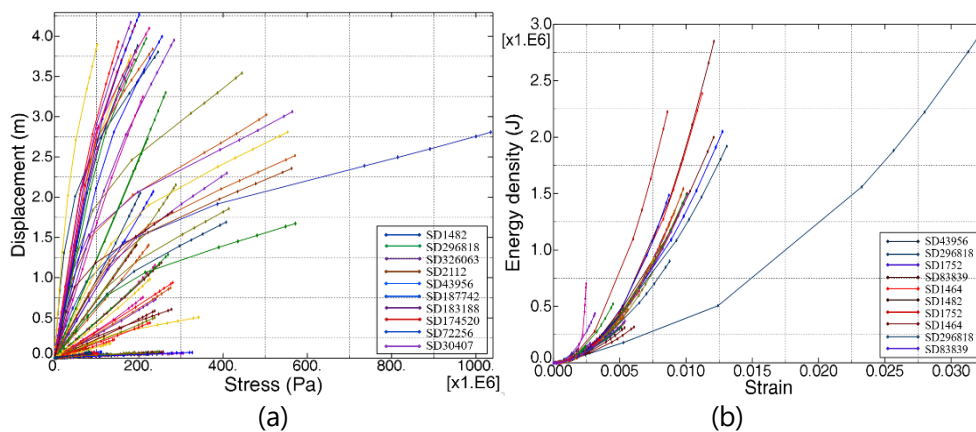 Displacement (m)
4.0
3.5
3.0
2.5
2.0
1.5
1.0
.5
0.0
0.
200.
400.
600.
800.
1000.
Stress (Pa)
[x1.E6]
SD1482
SD296818
SD326063
SD2112
SD43956
SD187742
SD183188
SD174520
SD72256
SD30407
(a)
Energy density (J)
3.0
[x1.E6]
2.5
2.0
1.5
1.0
0.5
0.0
0.000
0.005
0.010
0.015
0.020
0.025
0.030
Strain
SD43956
SD296818
SD1752
SD83839
SD1464
SD1482
SD1752
SD1464
SD296818
SD83839
(b)